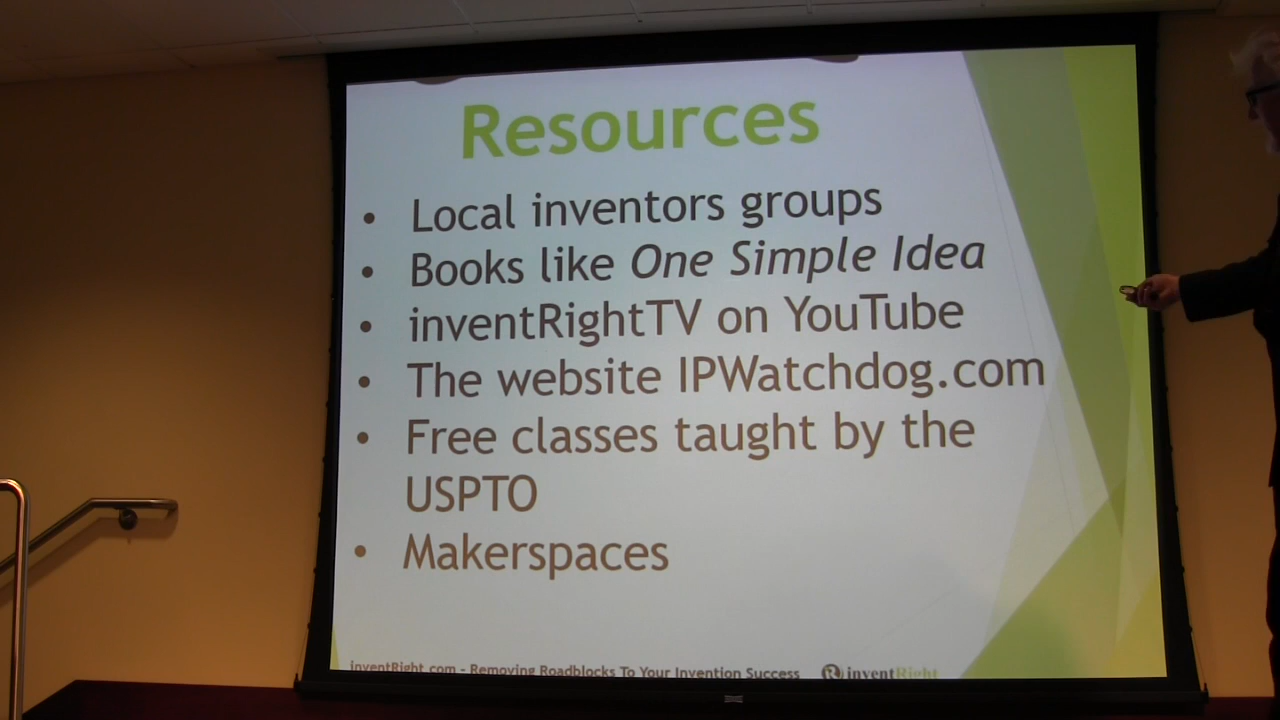 Resources
• Local inventors groups
• Books like One Simple Idea
• inventRightTV on YouTube
• The website IPWatchdog.com
• Free classes taught by the
USPTO
• Makerspaces
inventRight.com - Removing Roadblocks To Your Invention Success
R inventRight